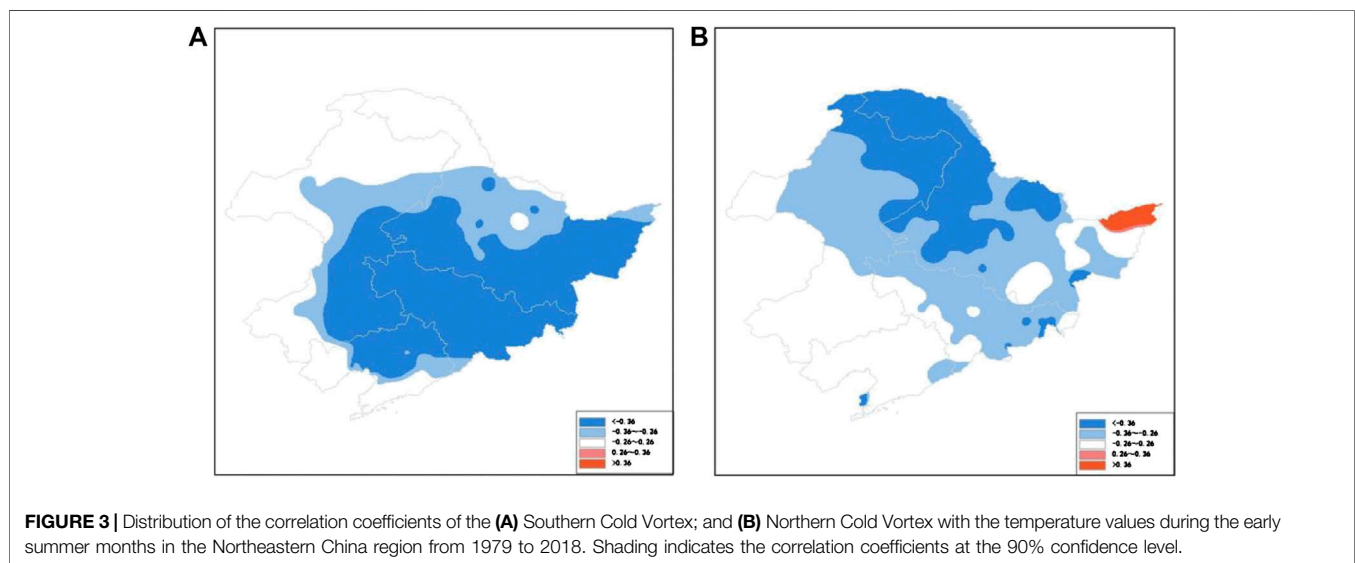 A
B
<-0.36
-0.36~-0.26
-0.26~0.26
0.26~0.36
>0.36
<-0.36
-0.36~-0.26
-0.26~0.26
0.26~0.36
>0.36
FIGURE 3 | Distribution of the correlation coefficients of the (A) Southern Cold Vortex; and (B) Northern Cold Vortex with the temperature values during the early
summer months in the Northeastern China region from 1979 to 2018. Shading indicates the correlation coefficients at the 90% confidence level.